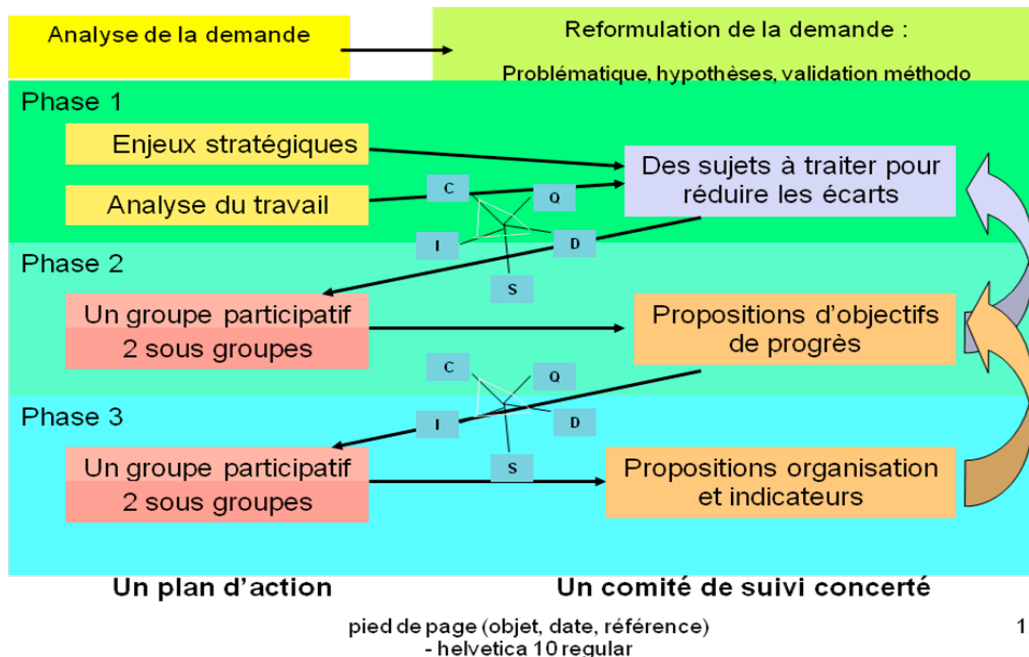 Analyse de la demande
Reformulation de la demande :
Problématique, hypothèses, validation méthodo
Phase 1
Enjeux stratégiques
Des sujets à traiter pour
réduire les écarts
Analyse du travail
C
Q
I
D
S
Phase 2
Un groupe participatif
2 sous groupes
Propositions d'objectifs
de progrès
C
Q
I
D
S
Phase 3
Un groupe participatif
2 sous groupes
Propositions organisation
et indicateurs
Un plan d'action
Un comité de suivi concerté
pied de page (objet, date, référence)
- helvetica 10 regular
1